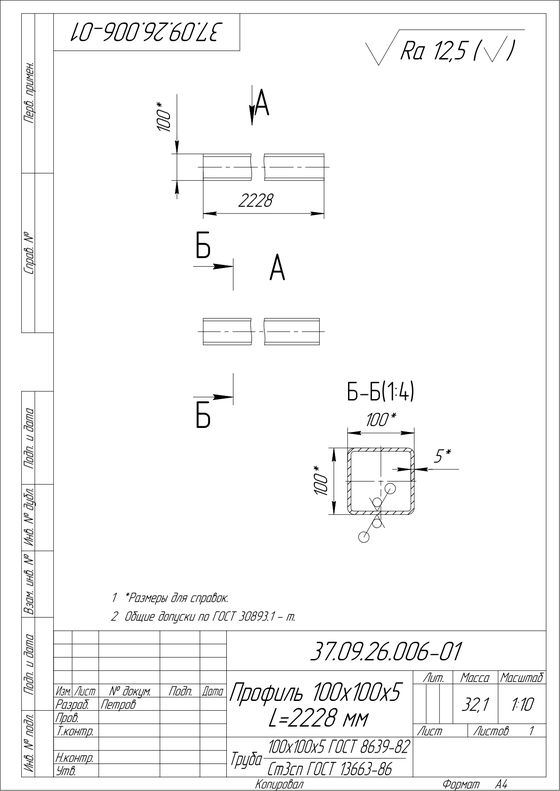 37.09.26.006-01
Ra 12,5 (√)
Перв. примен.
Справ. №
Подп. и дата
Инв. № дубл.
Взам. инв. №
Подп. и дата
Инв. № подл.
А
100*
2228
Б
А
Б
Б-Б(1:4)
100*
5*
100*
1 *Размеры для справок.
2 Общие допуски по ГОСТ 30893.1 - m.
37.09.26.006-01
Изм. Лист № докум. Подп. Дата
Разраб. Петров
Пров.
Т.контр.
Н.контр.
Утв.
Профиль 100x100x5
L=2228 мм
Лит. Масса Масштаб
32,1 1:10
Лист Листов 1
Труба 100x100x5 ГОСТ 8639-82
Ст3сп ГОСТ 13663-86
Копировал Формат А4